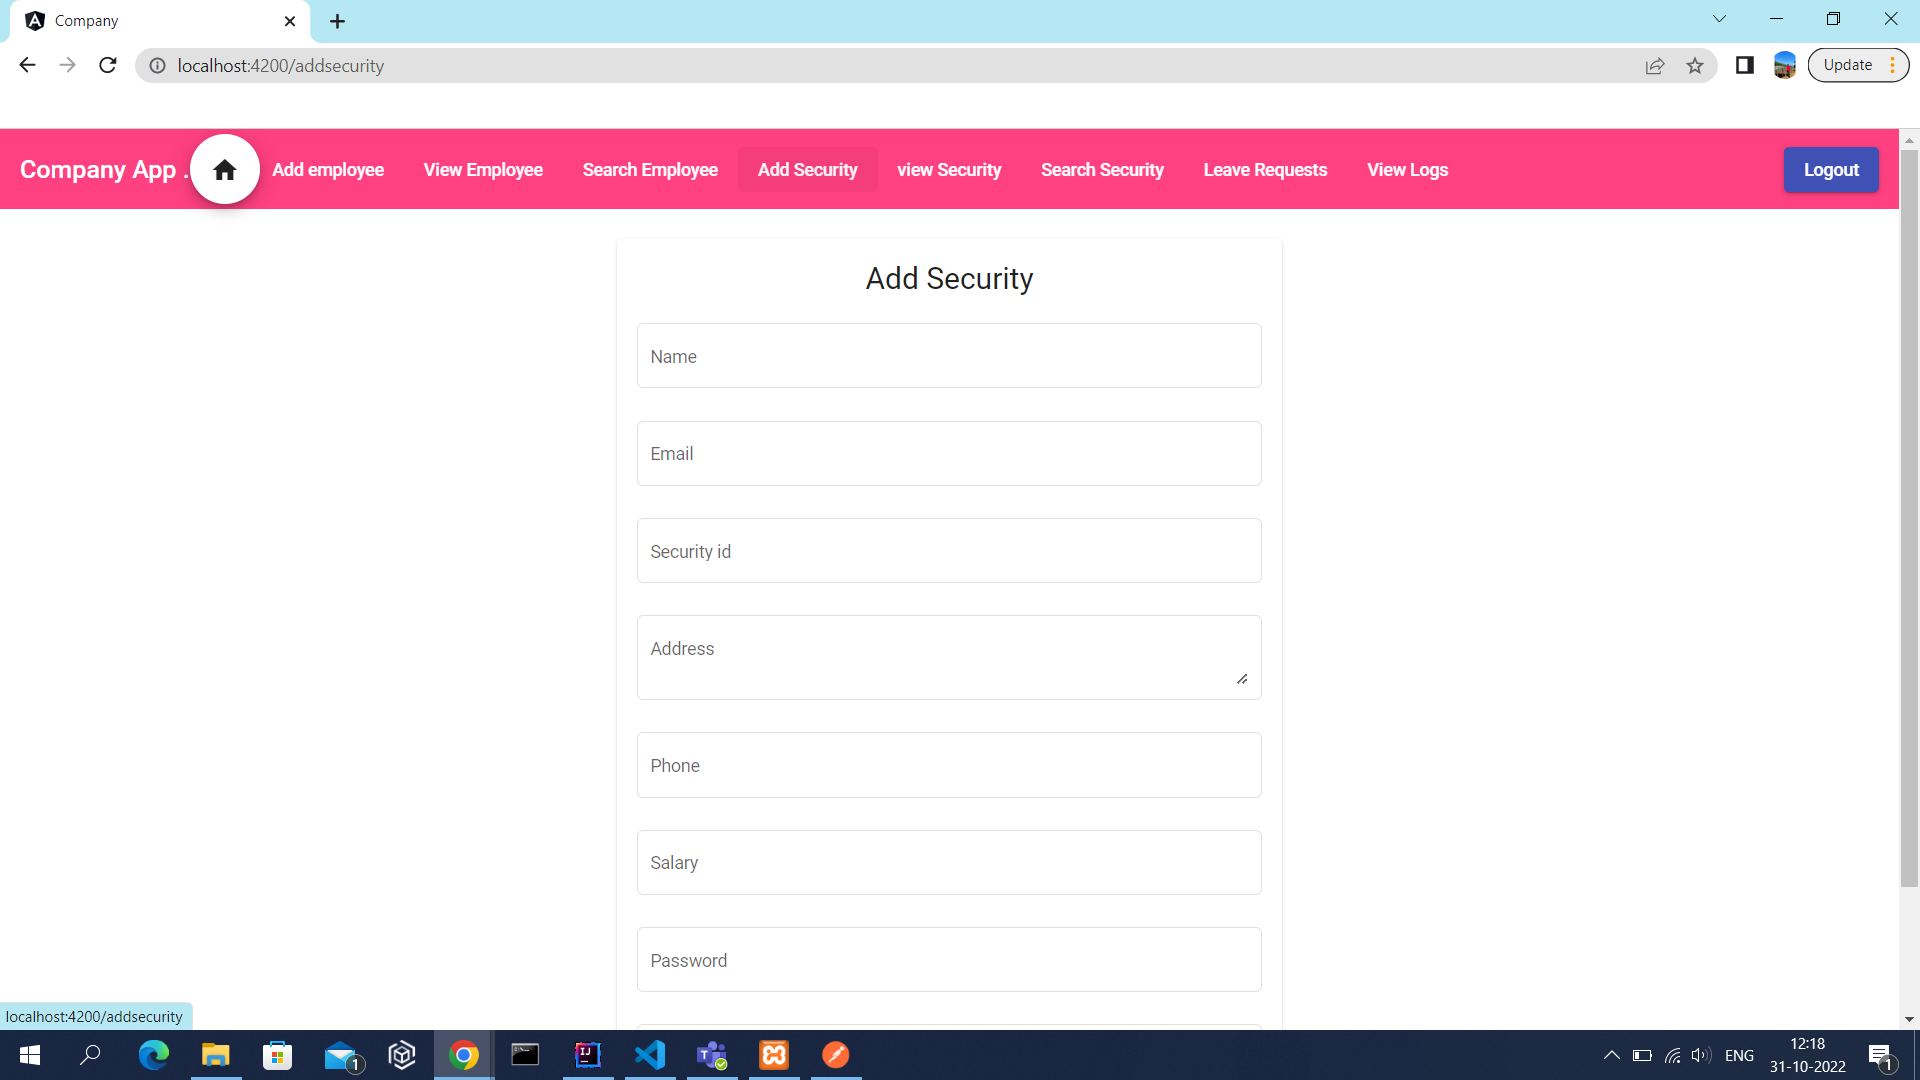 Company
localhost:4200/addsecurity
Update
Company App .
Add employee
View Employee
Search Employee
Add Security
view Security
Search Security
Leave Requests
View Logs
Logout
Add Security
Name
Email
Security id
Address
Phone
Salary
Password
localhost:4200/addsecurity
1
ENG
12:18
31-10-2022
1